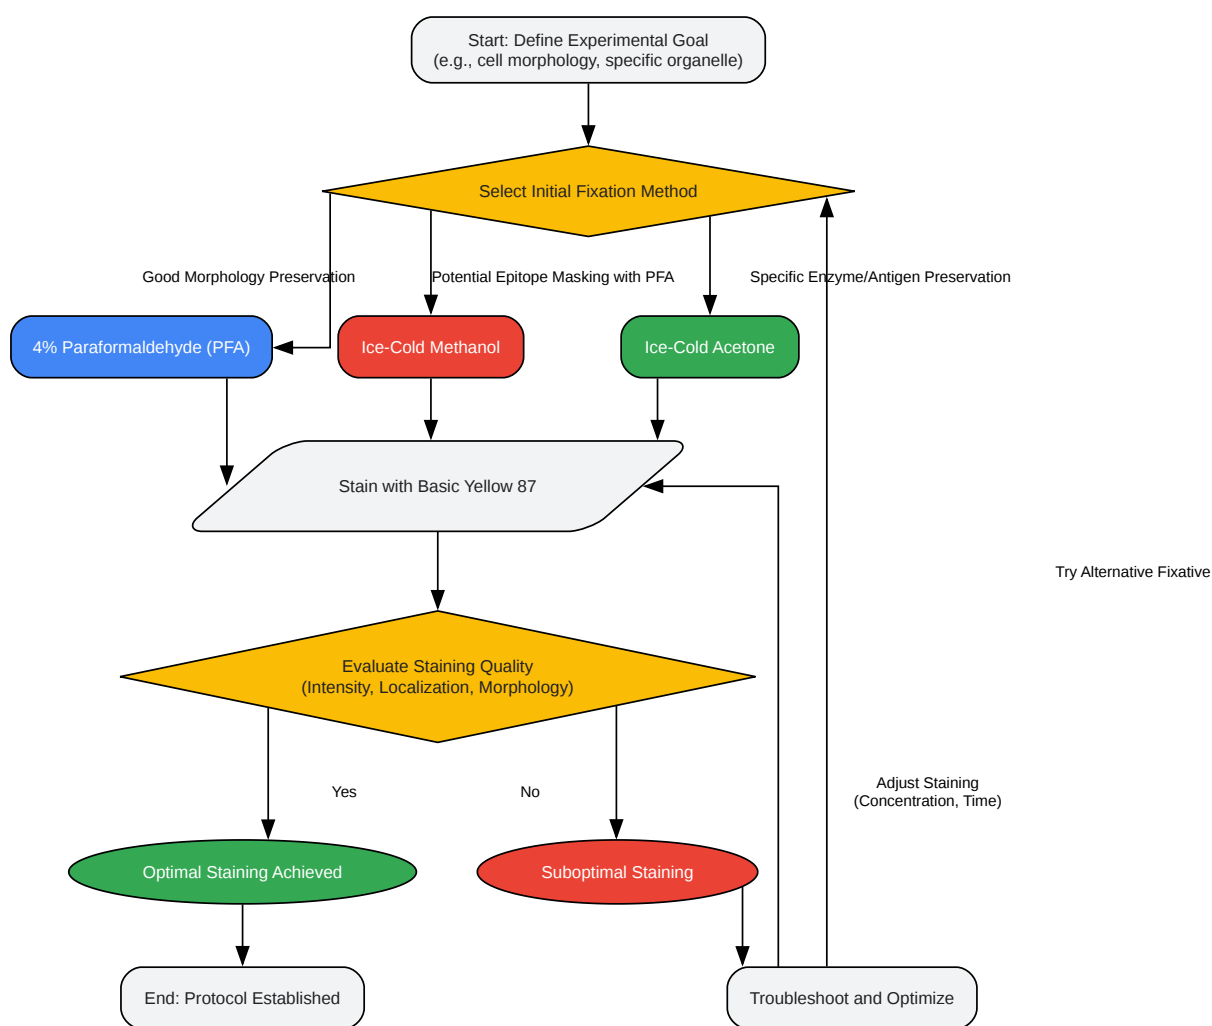 Start: Define Experimental Goal
(e.g., cell morphology, specific organelle)
Select Initial Fixation Method
Good Morphology Preservation
Potential Epitope Masking with PFA
Specific Enzyme/Antigen Preservation
4% Paraformaldehyde (PFA)
Ice-Cold Methanol
Ice-Cold Acetone
Stain with Basic Yellow 87
Try Alternative Fixative
Evaluate Staining Quality
(Intensity, Localization, Morphology)
Yes
No
Adjust Staining
(Concentration, Time)
Optimal Staining Achieved
Suboptimal Staining
End: Protocol Established
Troubleshoot and Optimize